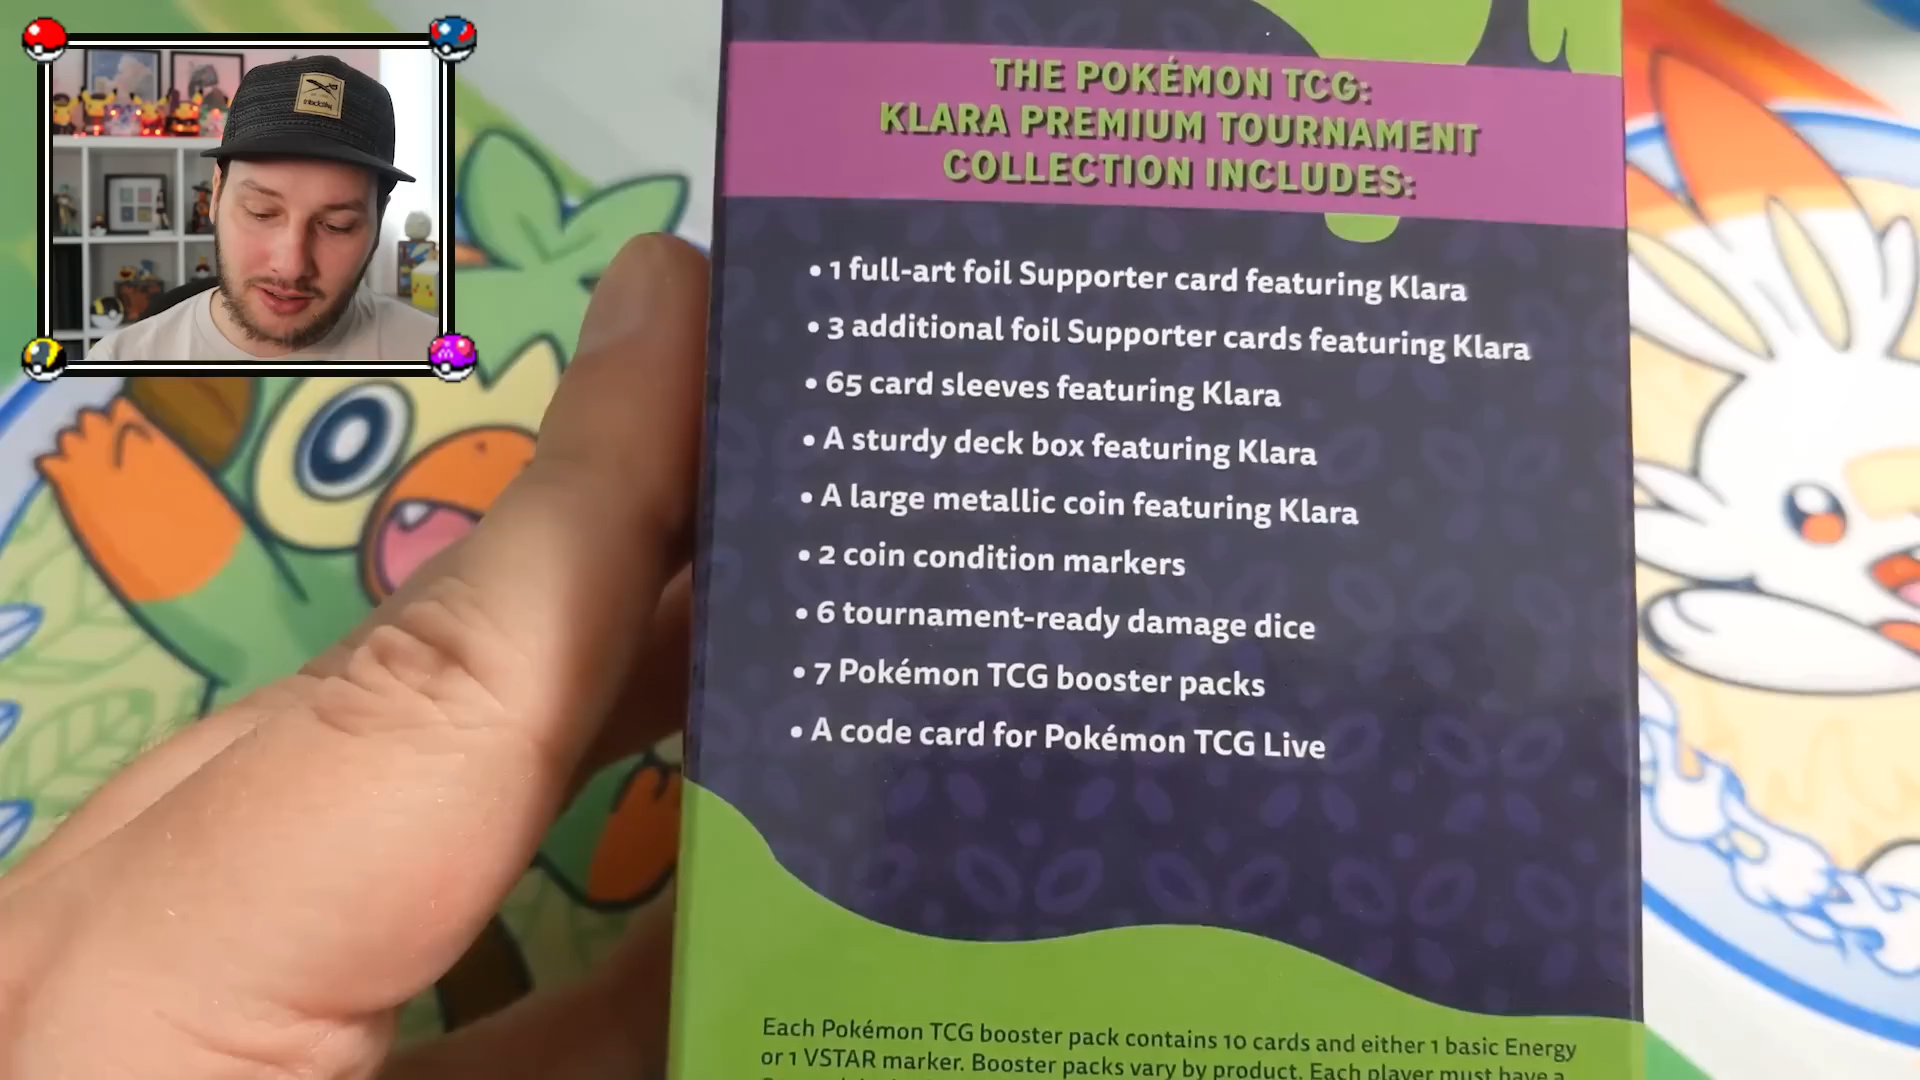 THE POKÉMON TCG:
KLARA PREMIUM TOURNAMENT
COLLECTION INCLUDES:
• 1 full-art foil Supporter card featuring Klara
• 3 additional foil Supporter cards featuring Klara
• 65 card sleeves featuring Klara
• A sturdy deck box featuring Klara
• A large metallic coin featuring Klara
• 2 coin condition markers
• 6 tournament-ready damage dice
• 7 Pokémon TCG booster packs
• A code card for Pokémon TCG Live
Each Pokémon TCG booster pack contains 10 cards and either 1 basic Energy
or 1 VSTAR marker. Booster packs vary by product. Each player must have a